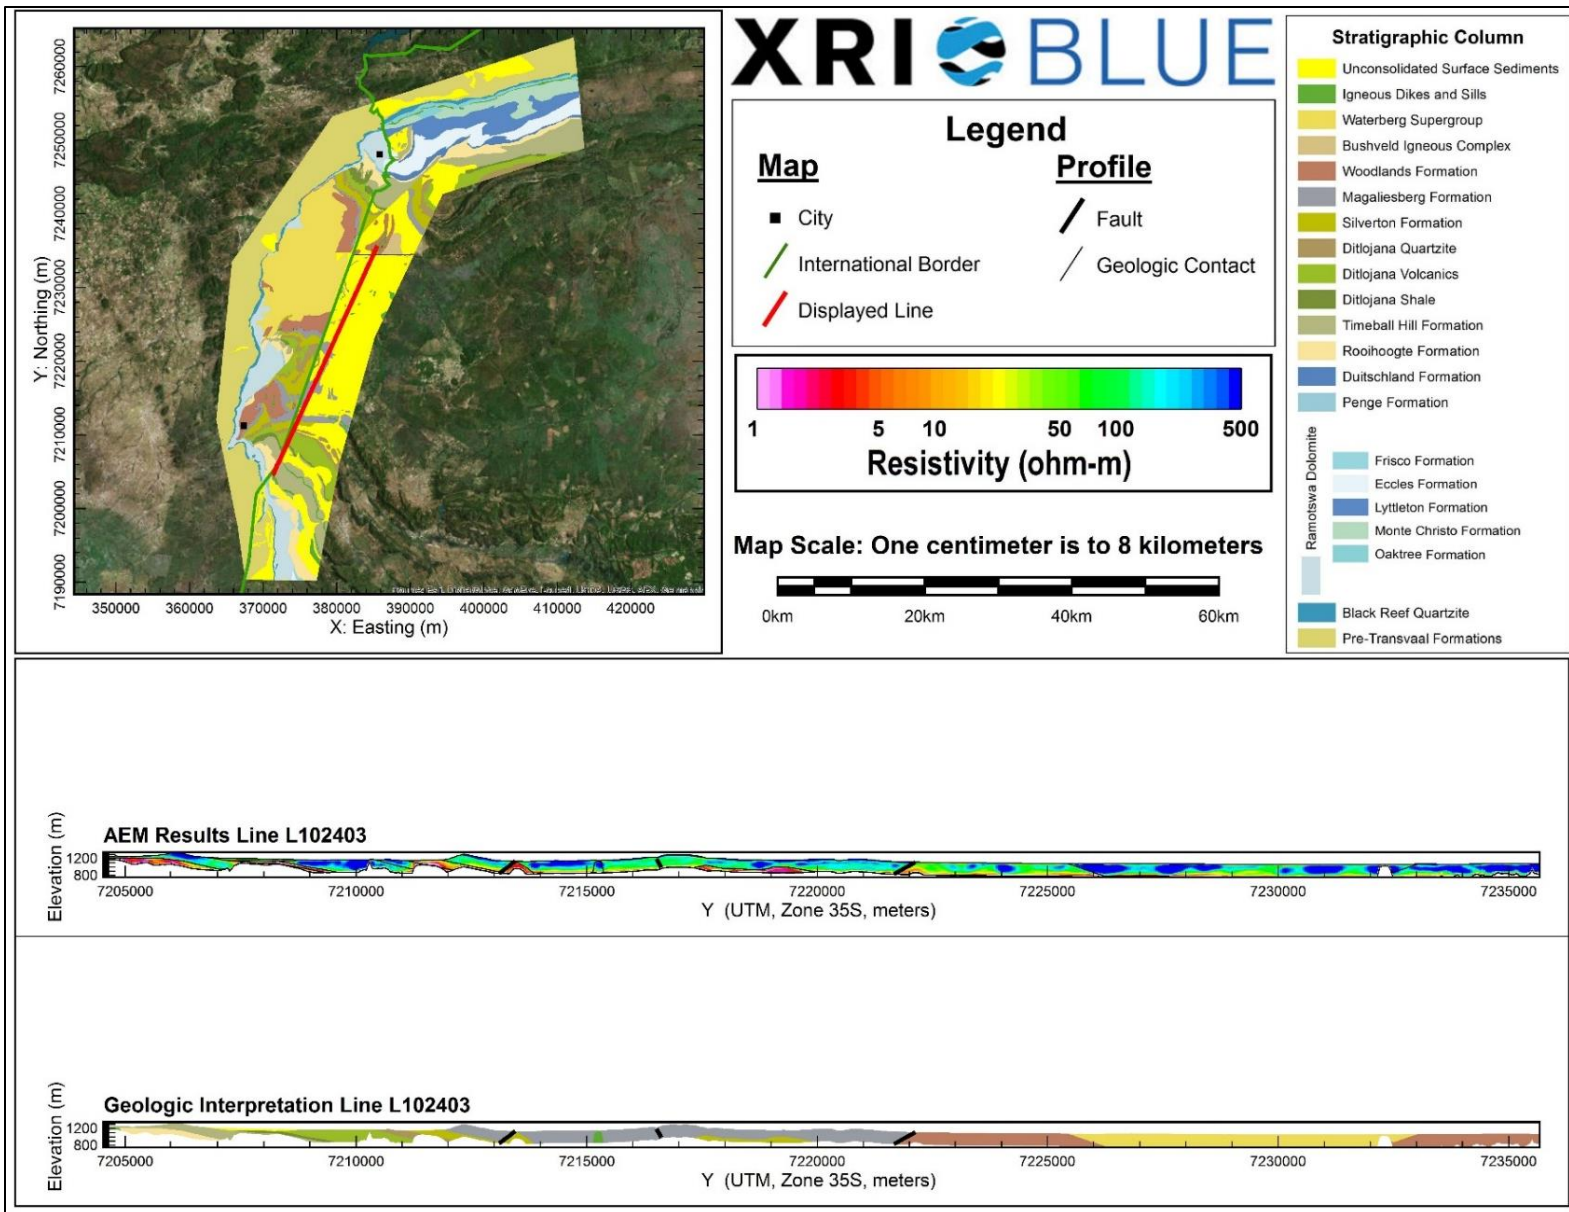 7260000
7250000
7240000
7230000
7220000
7210000
7200000
7190000
Y: Northing (m)
350000 360000 370000 380000 390000 400000 410000 420000
X: Easting (m)
XRI BLUE
Legend
Map
City
International Border
Displayed Line
Profile
Fault
Geologic Contact
1 5 10 50 100 500
Resistivity (ohm-m)
Map Scale: One centimeter is to 8 kilometers
0km 20km 40km 60km
Stratigraphic Column
Unconsolidated Surface Sediments
Igneous Dikes and Sills
Waterberg Supergroup
Bushveld Igneous Complex
Woodlands Formation
Magaliesberg Formation
Silverton Formation
Ditlojana Quartzite
Ditlojana Volcanics
Ditlojana Shale
Timeball Hill Formation
Rooihoogte Formation
Duitschland Formation
Penge Formation
Ramotswa Dolomite
Frisco Formation
Eccles Formation
Lyttleton Formation
Monte Christo Formation
Oaktree Formation
Black Reef Quartzite
Pre-Transvaal Formations
AEM Results Line L102403
Elevation (m)
1200
800
7205000 7210000 7215000 7220000 7225000 7230000 7235000
Y (UTM, Zone 35S, meters)
Geologic Interpretation Line L102403
Elevation (m)
1200
800
7205000 7210000 7215000 7220000 7225000 7230000 7235000
Y (UTM, Zone 35S, meters)